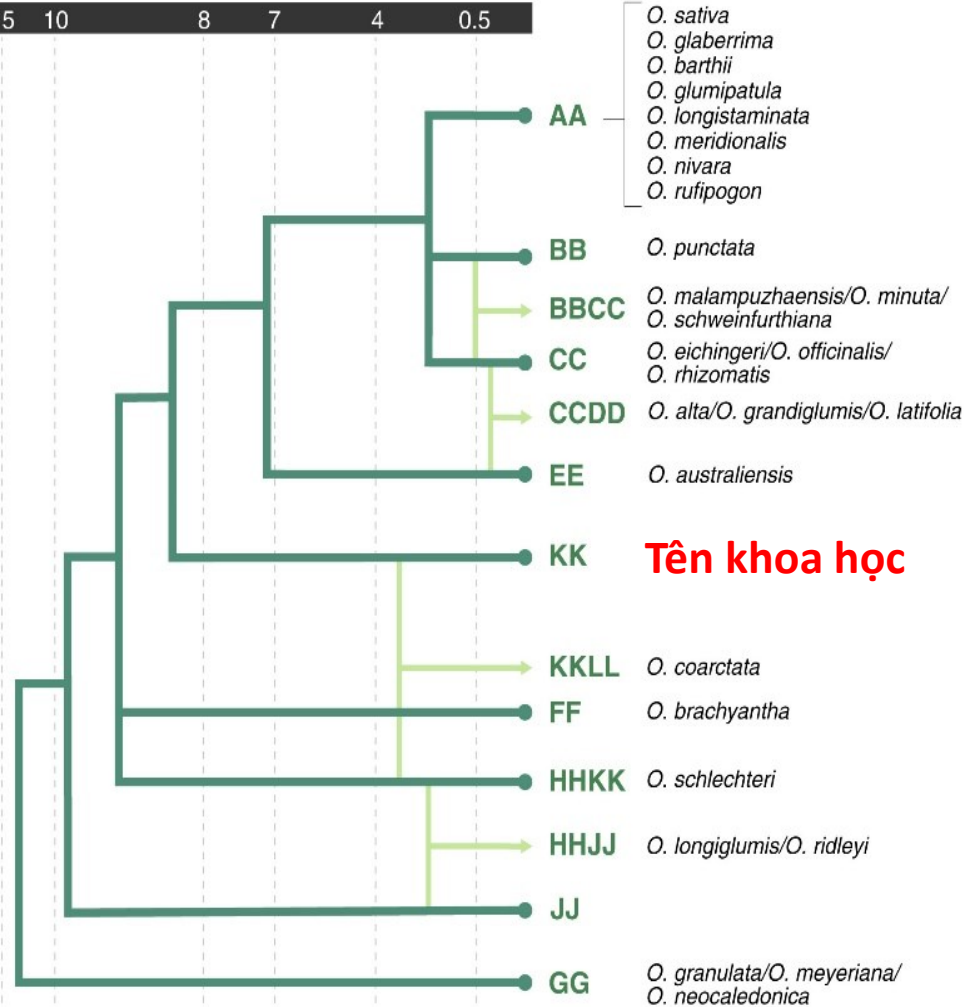 5 10 8 7 4 0.5
O. sativa
O. glaberrima
O. barthii
O. glumipatula
AA O. longistaminata
O. meridionalis
O. nivara
O. rufipogon
BB O. punctata
BBCC O. malampuzhaensis/O. minuta/
O. schweinfurthiana
CC O. eichingeri/O. officinalis/
O. rhizomatis
CCDD O. alta/O. grandiglumis/O. latifolia
EE O. australiensis
KK Tên khoa học
KKLL O. coarctata
FF O. brachyantha
HHKK O. schlechteri
HHJJ O. longiglumis/O. ridleyi
JJ
GG O. granulata/O. meyeriana/
O. neocaledonica